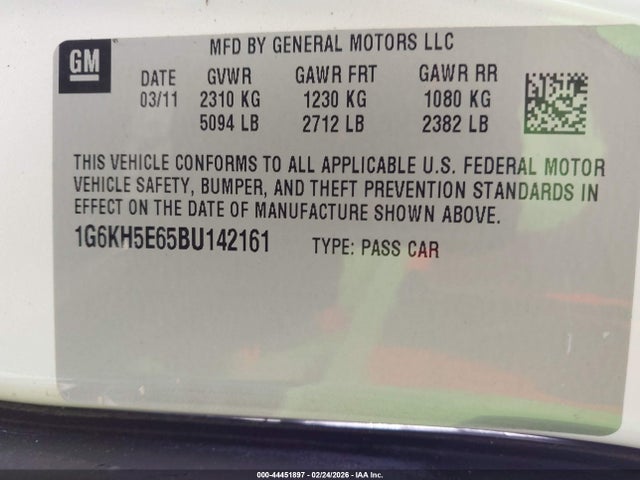 GM
MFD BY GENERAL MOTORS LLC
DATE GVWR GAWR FRT GAWR RR
03/11 2310 KG 1230 KG 1080 KG
5094 LB 2712 LB 2382 LB
THIS VEHICLE CONFORMS TO ALL APPLICABLE U.S. FEDERAL MOTOR
VEHICLE SAFETY, BUMPER, AND THEFT PREVENTION STANDARDS IN
EFFECT ON THE DATE OF MANUFACTURE SHOWN ABOVE.
1G6KH5E65BU142161 TYPE: PASS CAR
000-44451897 - 02/24/2026 - IAA Inc.